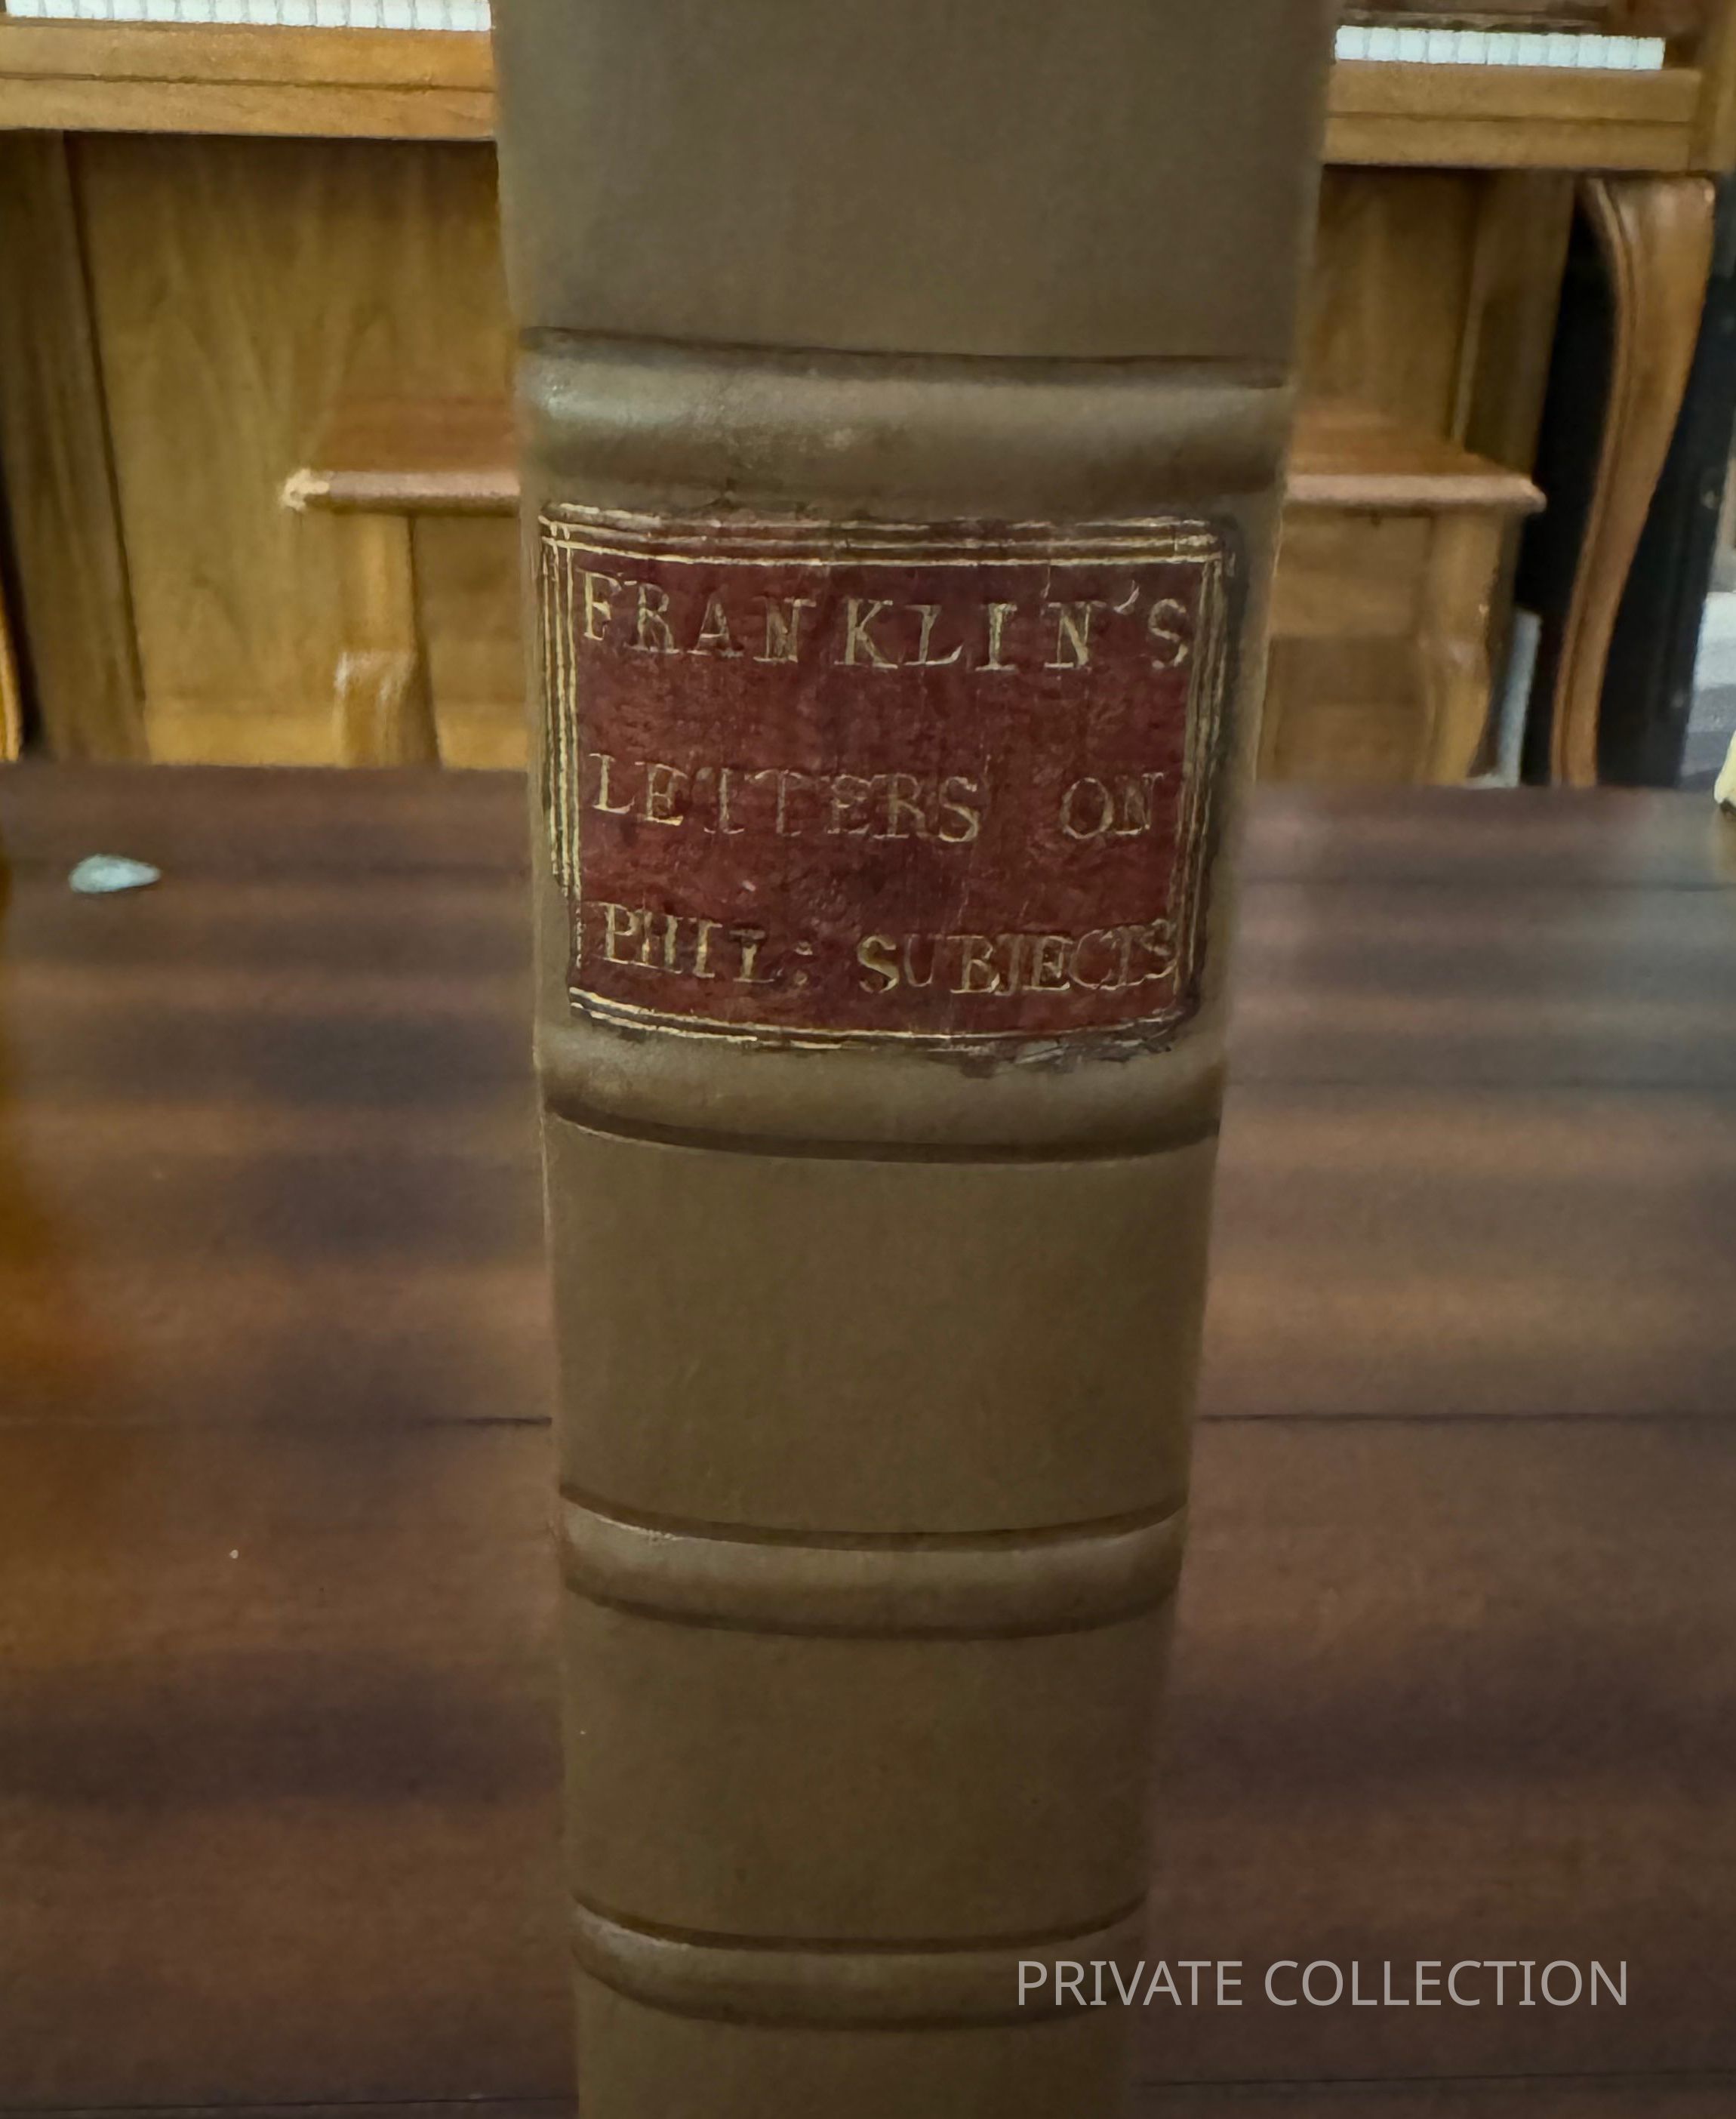 FRANKLIN'S
LETTERS ON
PHIL: SUBJECTS
PRIVATE COLLECTION